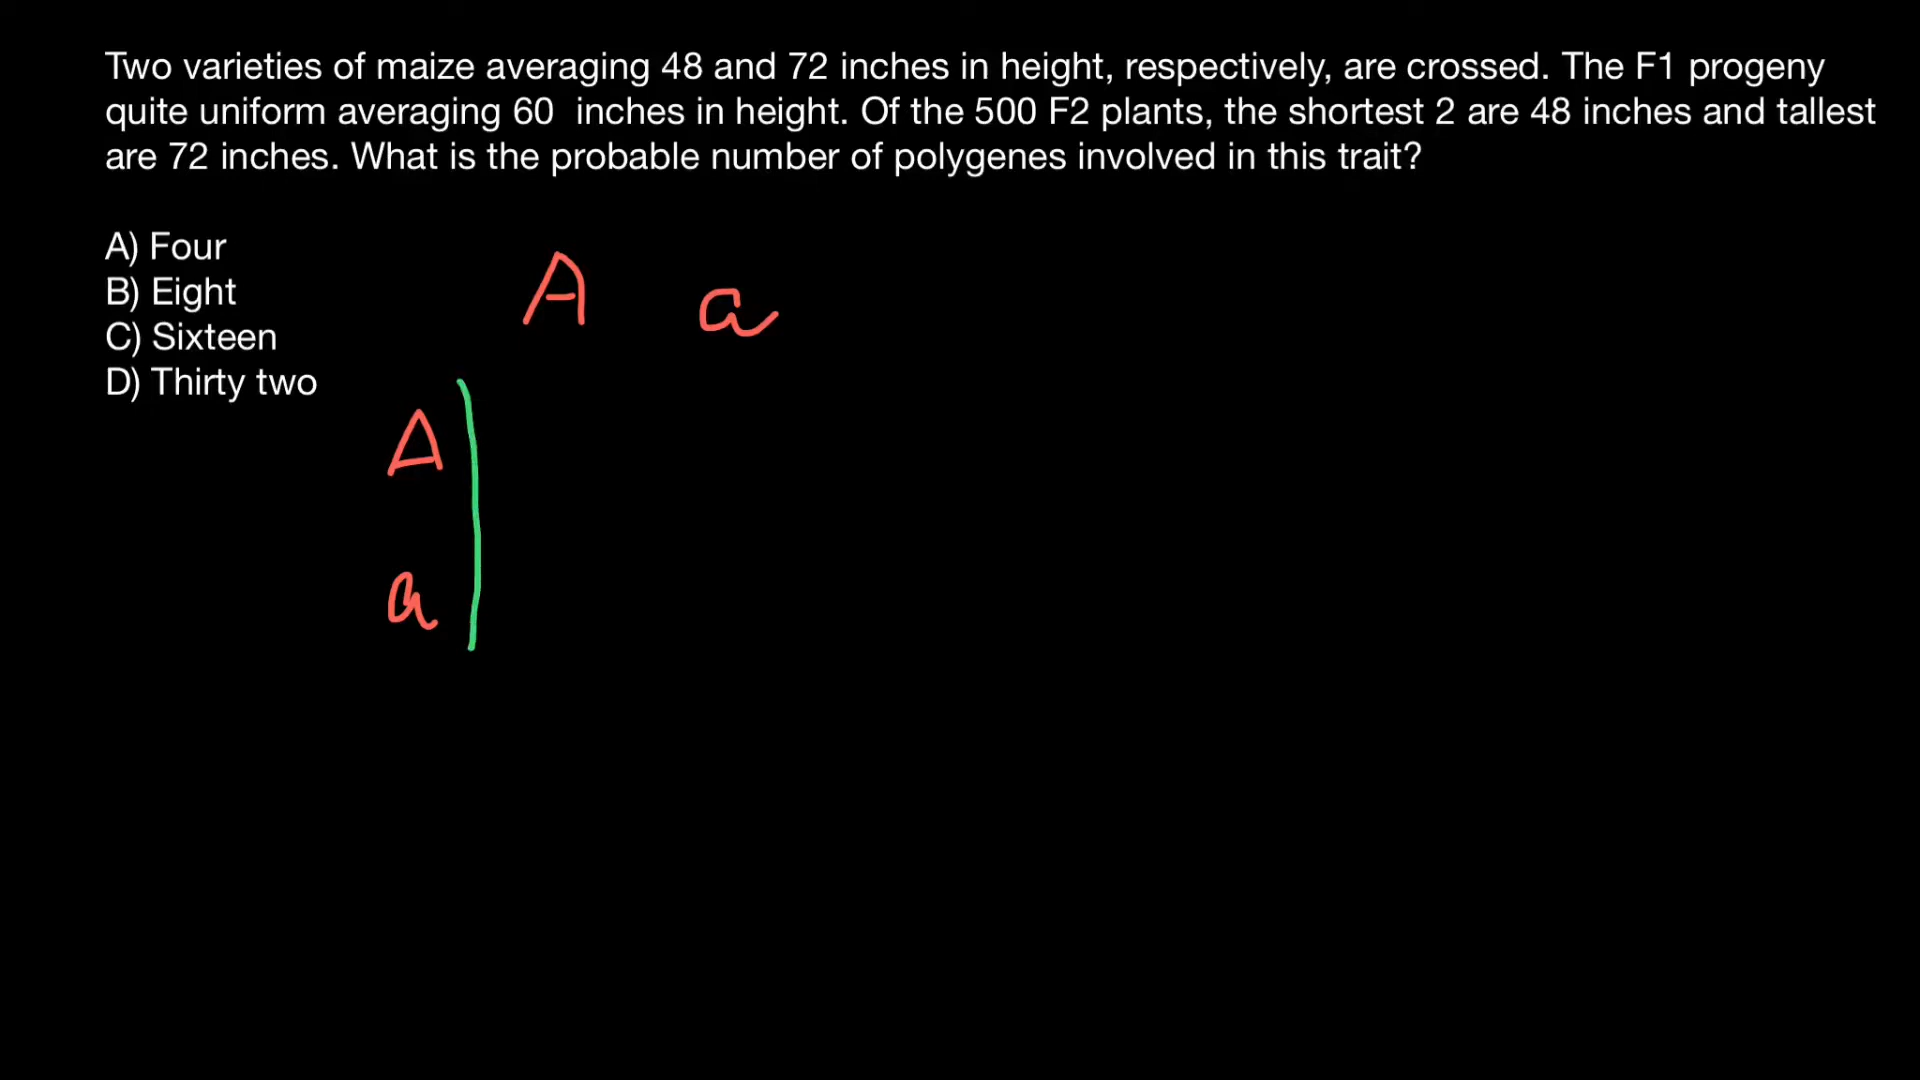 Two varieties of maize averaging 48 and 72 inches in height, respectively, are crossed. The F1 progeny
quite uniform averaging 60 inches in height. Of the 500 F2 plants, the shortest 2 are 48 inches and tallest
are 72 inches. What is the probable number of polygenes involved in this trait?
A) Four
B) Eight
C) Sixteen
D) Thirty two
A a
A
a